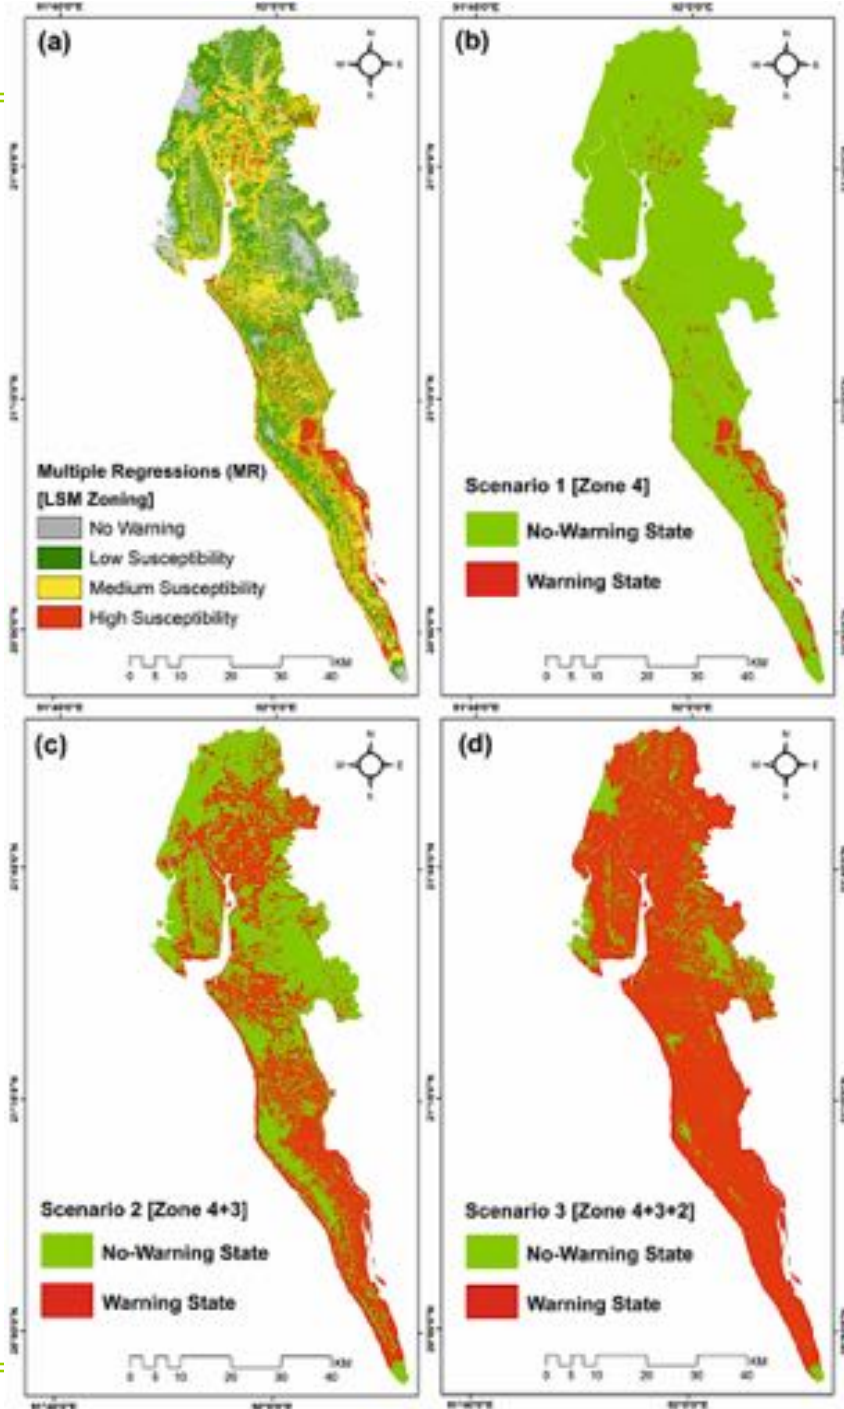 (a)
N
Multiple Regressions (MR)
[LSM Zoning]
No Warning
Low Susceptibility
Medium Susceptibility
High Susceptibility
0 5 10 20 30 40
KM
92°0'0"E
(b)
N
Scenario 1 [Zone 4]
No-Warning State
Warning State
0 5 10 20 30 40
KM
(c)
N
Scenario 2 [Zone 4+3]
No-Warning State
Warning State
0 5 10 20 30 40
KM
(d)
N
Scenario 3 [Zone 4+3+2]
No-Warning State
Warning State
0 5 10 20 30 40
KM